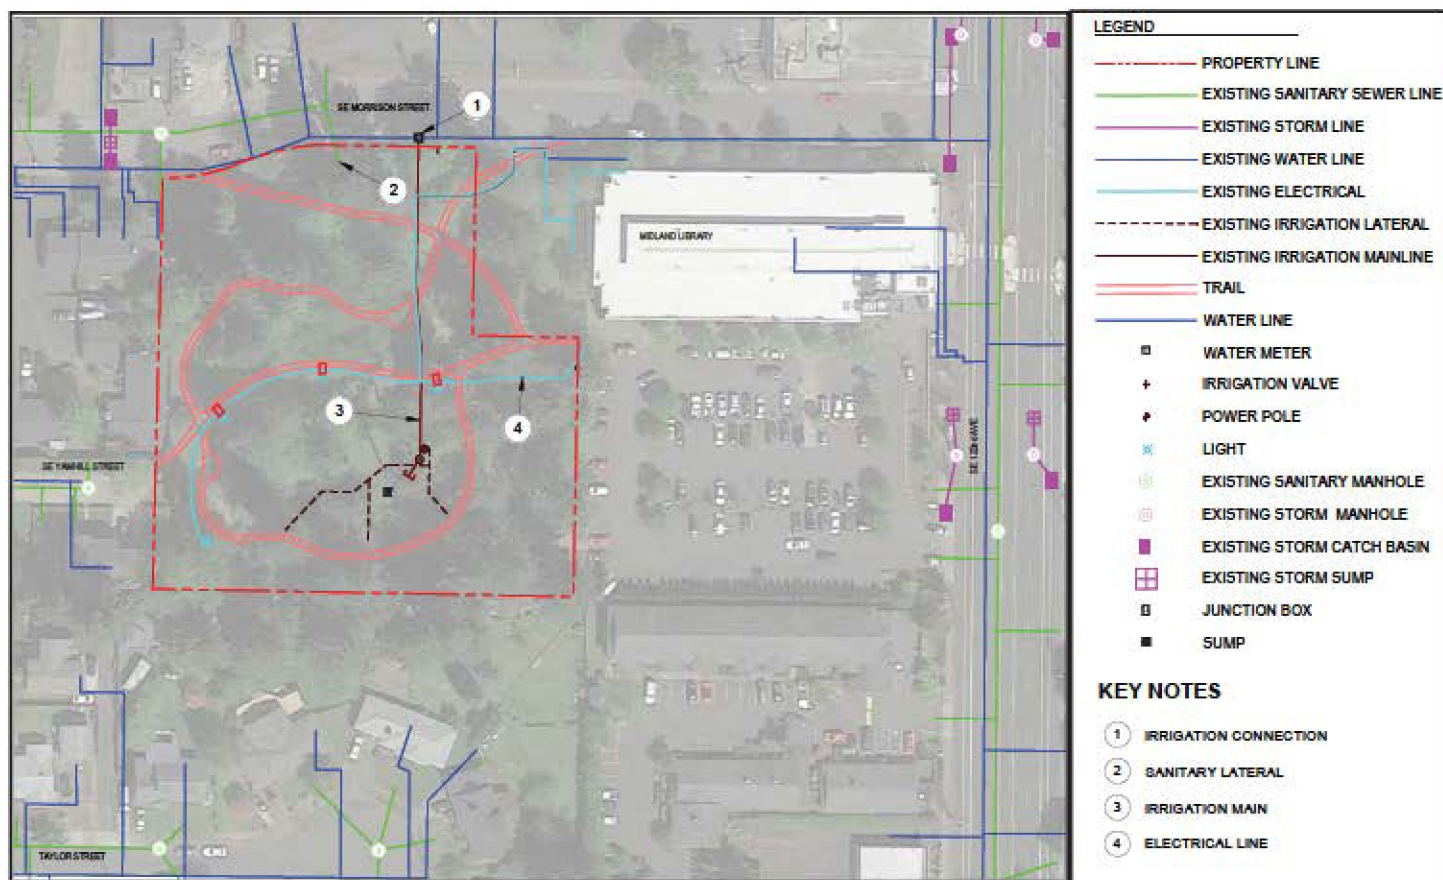 LEGEND
PROPERTY LINE
EXISTING SANITARY SEWER LINE
EXISTING STORM LINE
EXISTING WATER LINE
EXISTING ELECTRICAL
EXISTING IRRIGATION LATERAL
EXISTING IRRIGATION MAINLINE
TRAIL
WATER LINE
WATER METER
IRRIGATION VALVE
POWER POLE
LIGHT
EXISTING SANITARY MANHOLE
EXISTING STORM MANHOLE
EXISTING STORM CATCH BASIN
EXISTING STORM SUMP
JUNCTION BOX
SUMP
KEY NOTES
1 IRRIGATION CONNECTION
2 SANITARY LATERAL
3 IRRIGATION MAIN
4 ELECTRICAL LINE
SE MORRISON STREET
1
2
MIDLAND LIBRARY
3
4
SE YAMHILL STREET
SE 122nd AVE
TAYLOR STREET